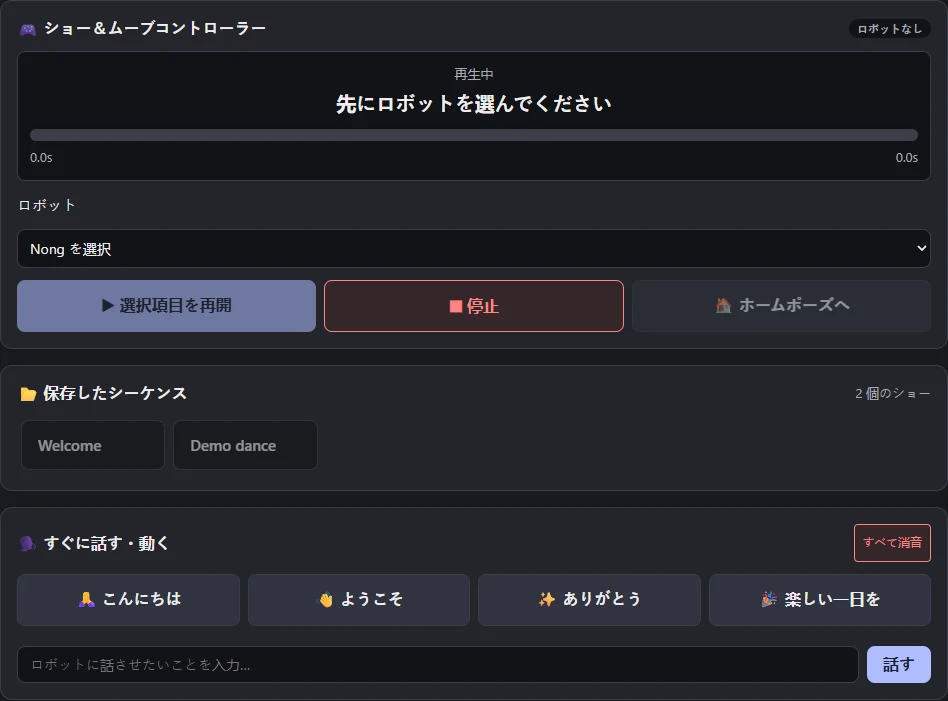 ショー＆ムーブコントローラー
ロボットなし
再生中
先にロボットを選んでください
0.0s
0.0s
ロボット
Nong を選択
▶ 選択項目を再開
■ 停止
ホームポーズへ
保存したシーケンス
2 個のショー
Welcome
Demo dance
すぐに話す・動く
すべて消音
こんにちは
ようこそ
ありがとう
楽しい一日を
ロボットに話させたいことを入力...
話す